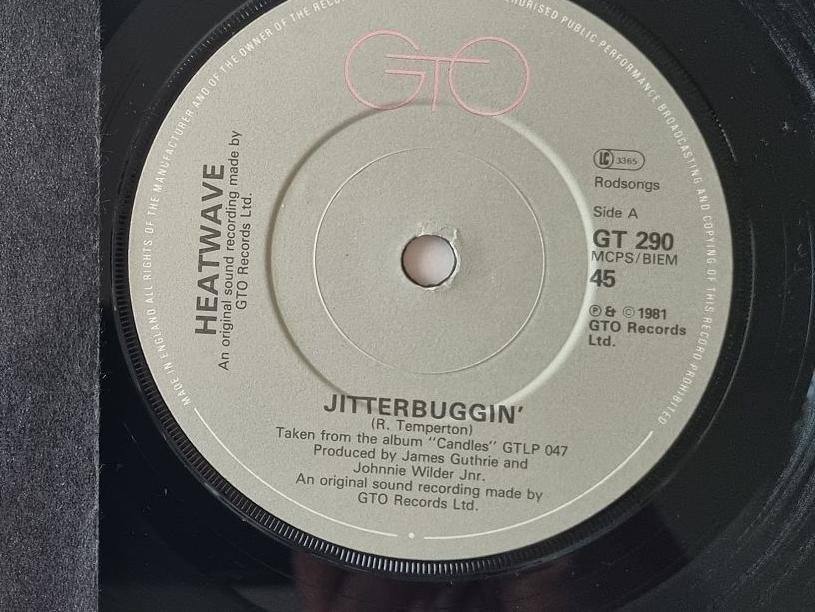 MADE IN ENGLAND ALL RIGHTS OF THE MANUFACTURER AND OF THE OWNER OF THE
PUBLIC PERFORMANCE BROADCASTING AND COPYING OF THIS RECORD PROHIBITED
GTO
HEATWAVE
An original sound recording made by
GTO Records Ltd.
LC 3365
Rodsongs
Side A
GT 290
MCPS/BIEM
45
℗ & © 1981
GTO Records
Ltd.
JITTERBUGGIN'
(R. Temperton)
Taken from the album "Candles" GTLP 047
Produced by James Guthrie and
Johnnie Wilder Jnr.
An original sound recording made by
GTO Records Ltd.